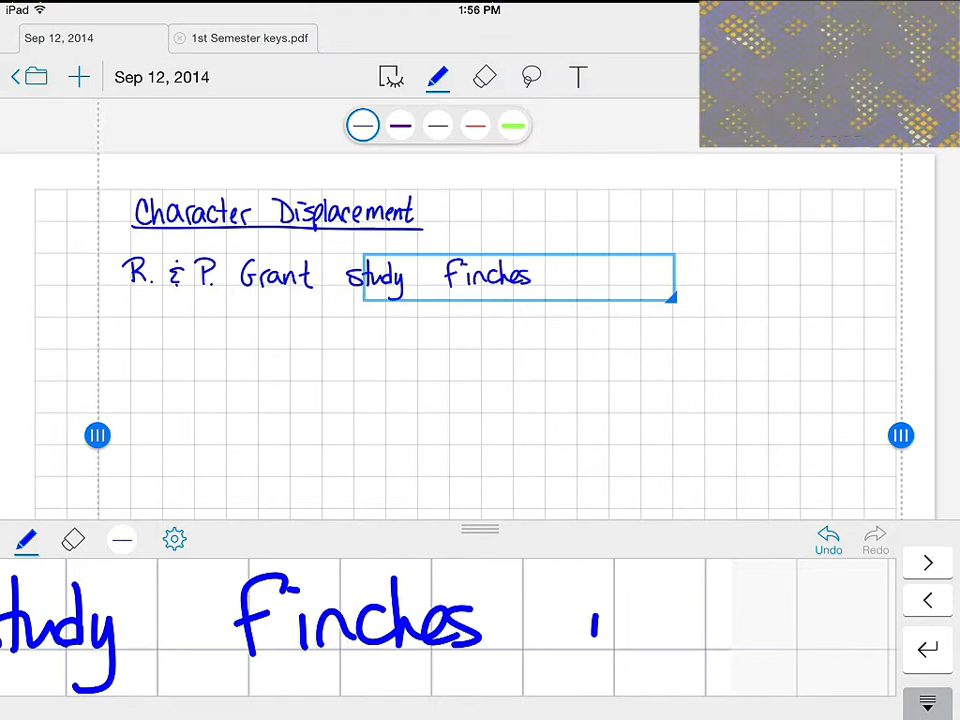 iPad 1:56 PM
Sep 12, 2014 1st Semester keys.pdf
Sep 12, 2014 T
Character Displacement
R. & P. Grant study finches
Undo Redo
study finches